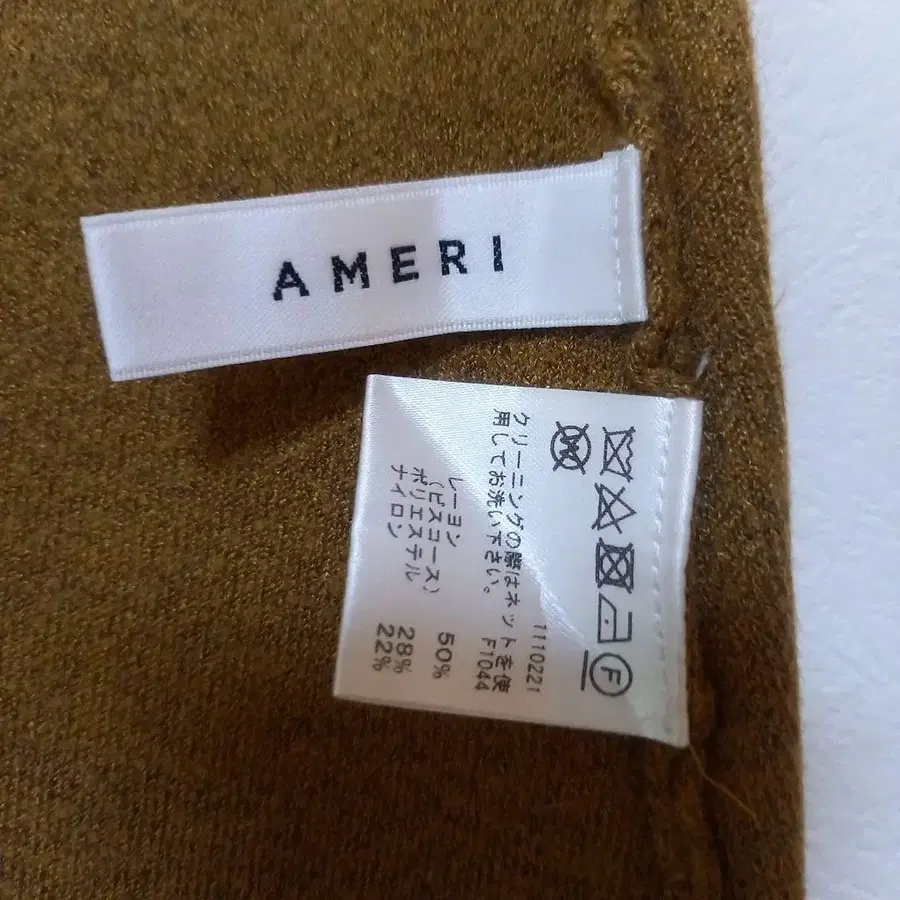 AMERI
F
W
1110221
クリーニングの際はネットを使
用してお洗い下さい。 F1044
レーヨン 50%
(ビスコース)
ポリエステル 28%
ナイロン 22%